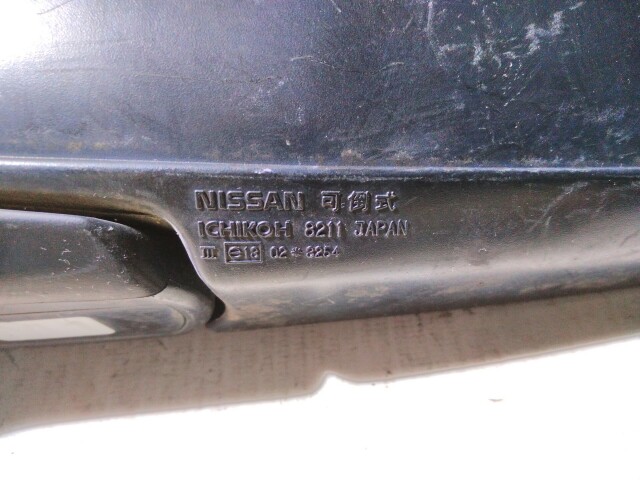 NISSAN 可倒式
ICHIKOH 8211 JAPAN
III e13 02 * 8254